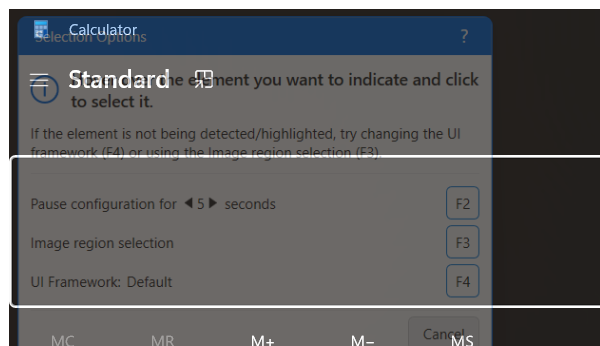 Calculator
Selection Options ?
Standard
Move over the element you want to indicate and click
to select it.
If the element is not being detected/highlighted, try changing the UI
framework (F4) or using the Image region selection (F3).
Pause configuration for 5 seconds F2
Image region selection F3
UI Framework: Default F4
Cancel
MC MR M+ M− MS